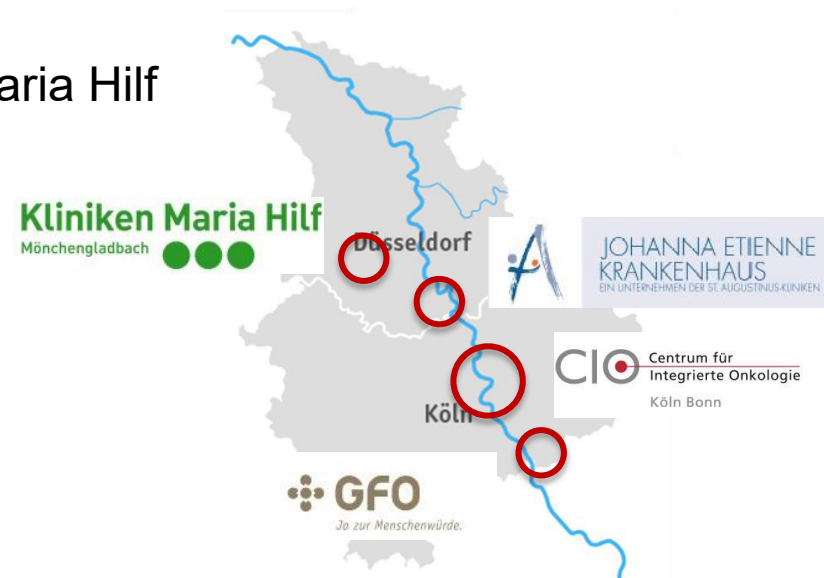 aria Hilf
Kliniken Maria Hilf
Mönchengladbach
Düsseldorf
JOHANNA ETIENNE
KRANKENHAUS
EIN UNTERNEHMEN DER ST. AUGUSTINUS-KLINIKEN
CIO Centrum für
Integrierte Onkologie
Köln Bonn
Köln
GFO
Ja zur Menschenwürde.